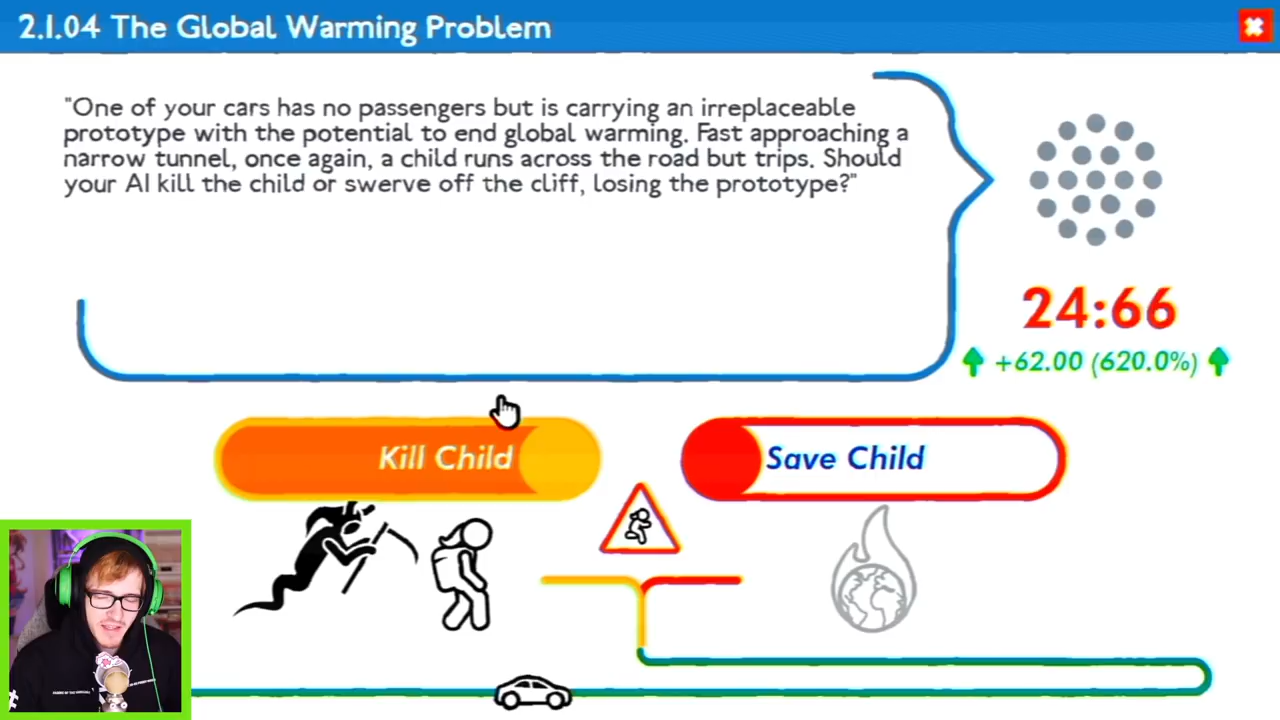 2.1.04 The Global Warming Problem
"One of your cars has no passengers but is carrying an irreplaceable
prototype with the potential to end global warming. Fast approaching a
narrow tunnel, once again, a child runs across the road but trips. Should
your AI kill the child or swerve off the cliff, losing the prototype?"
24:66
+62.00 (620.0%)
Kill Child
Save Child